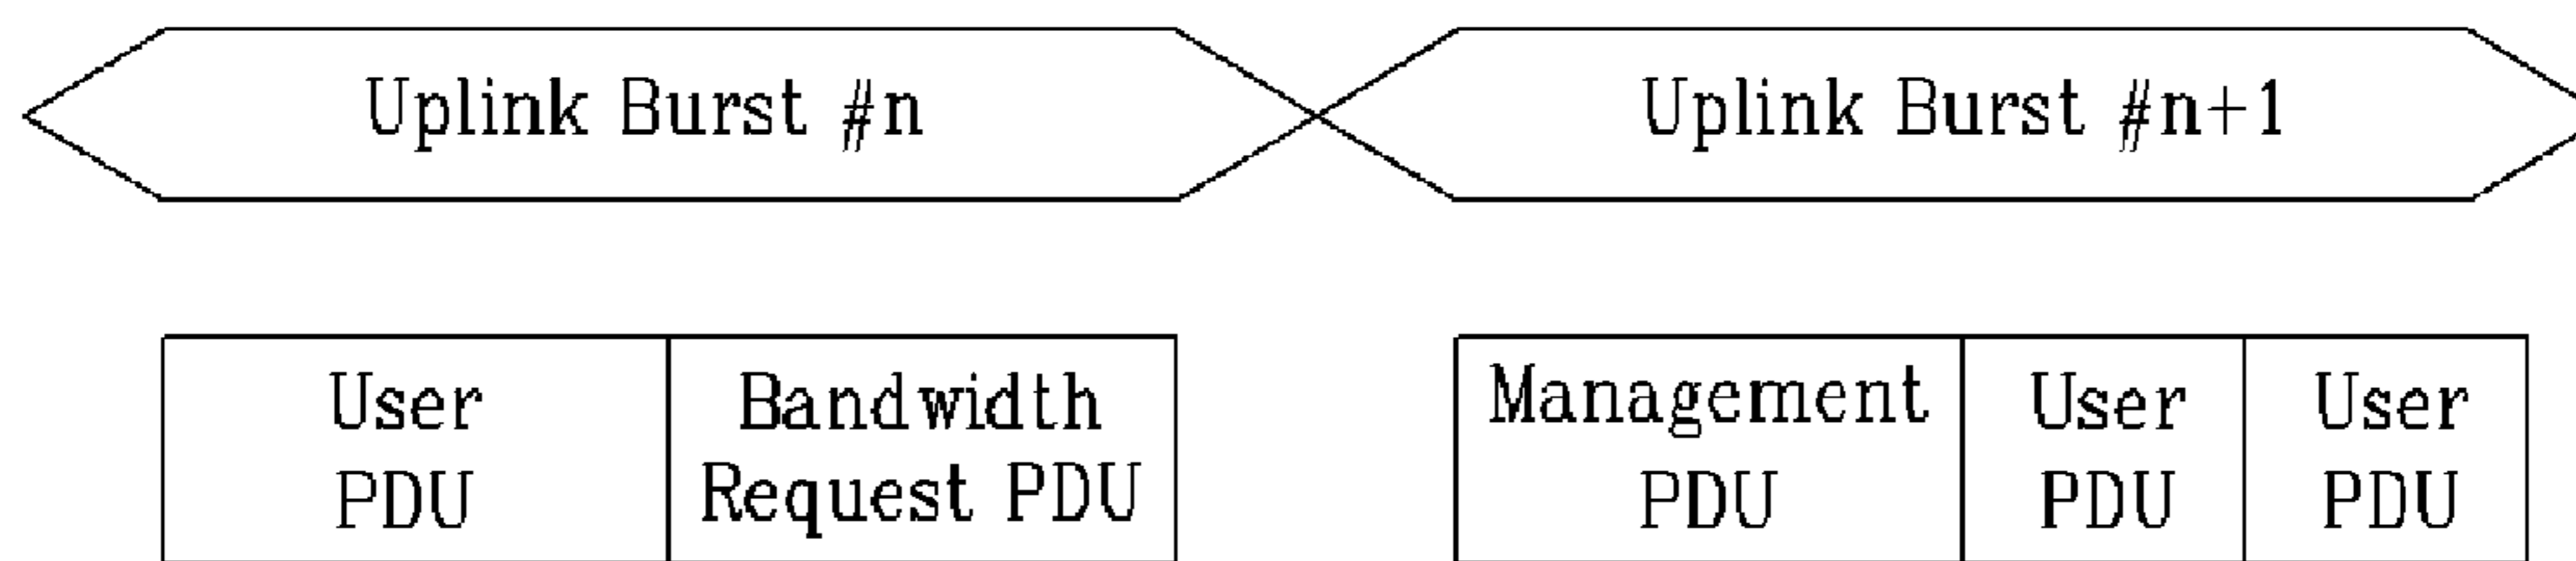 Uplink Burst #n
Uplink Burst #n+1
User
PDU
Bandwidth
Request PDU
Management
PDU
User
PDU
User
PDU